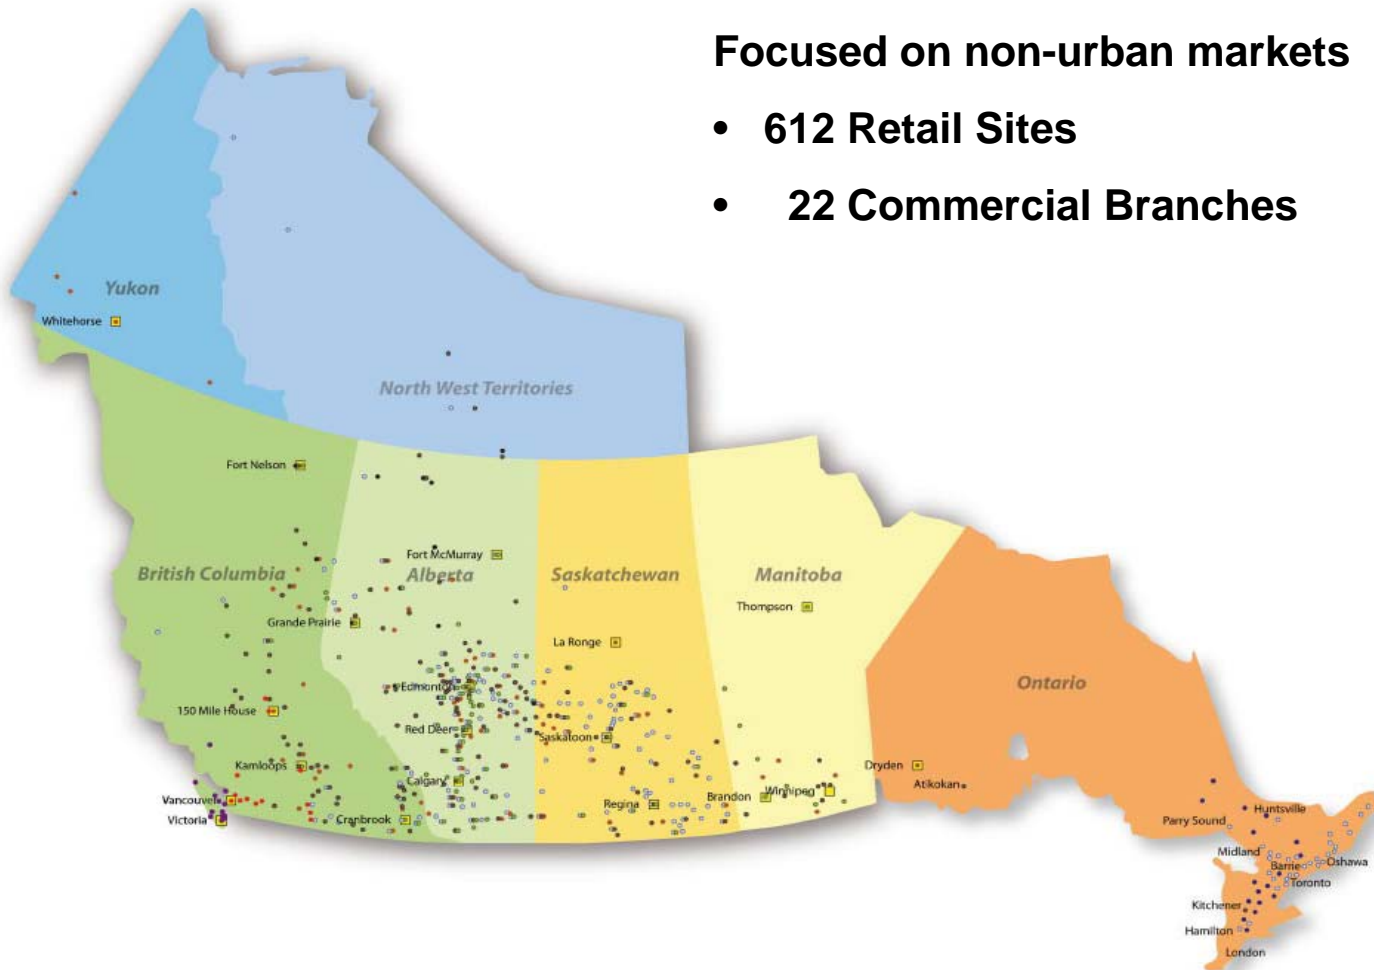 Focused on non-urban markets
• 612 Retail Sites
• 22 Commercial Branches
Yukon
Whitehorse
North West Territories
Fort Nelson
Fort McMurray
British Columbia
Alberta
Saskatchewan
Manitoba
Thompson
Grande Prairie
La Ronge
Edmonton
Ontario
150 Mile House
Red Deer
Saskatoon
Kamloops
Dryden
Calgary
Atikokan
Winnipeg
Brandon
Vancouver
Regina
Huntsville
Victoria
Cranbrook
Parry Sound
Midland
Barrie
Oshawa
Toronto
Kitchener
Hamilton
London